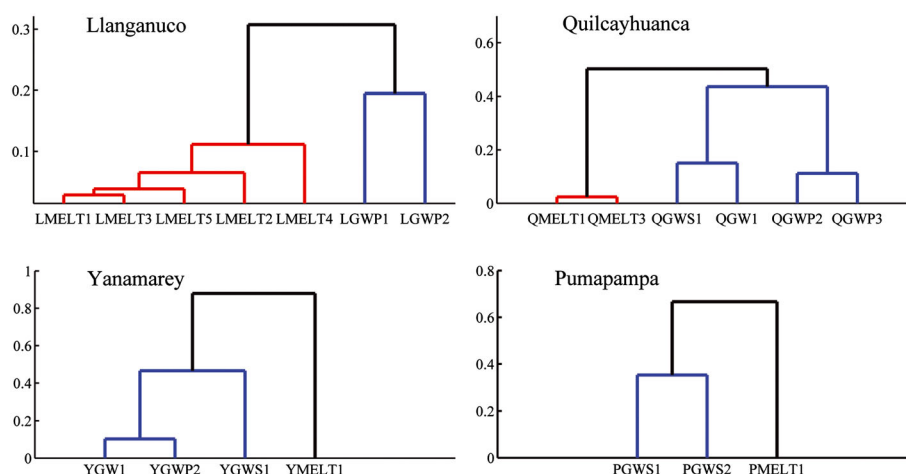 Llanganuco
0.3
0.2
0.1
LMELT1 LMELT3 LMELT5 LMELT2 LMELT4 LGWP1 LGWP2
Quilcayhuanca
0.6
0.4
0.2
0
QMELT1 QMELT3 QGWS1 QGW1 QGWP2 QGWP3
Yanamarey
1
0.8
0.6
0.4
0.2
0
YGW1 YGWP2 YGWS1 YMELT1
Pumapampa
0.8
0.6
0.4
0.2
0
PGWS1 PGWS2 PMELT1